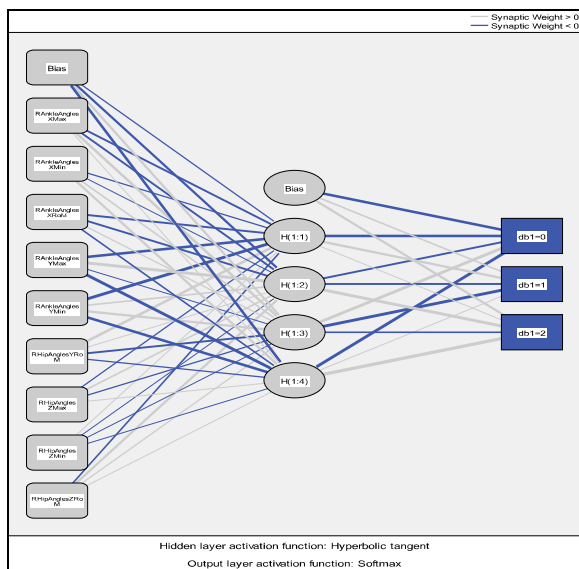 Synaptic Weight > 0
Synaptic Weight < 0
Bias
RAnkleAngles
XMax
RAnkleAngles
XMin
RAnkleAngles
XRoM
RAnkleAngles
YMax
RAnkleAngles
YMin
RHipAnglesYRo
M
RHipAngles
ZMax
RHipAngles
ZMin
RHipAnglesZRo
M
Bias
H(1:1)
H(1:2)
H(1:3)
H(1:4)
db1=0
db1=1
db1=2
Hidden layer activation function: Hyperbolic tangent
Output layer activation function: Softmax